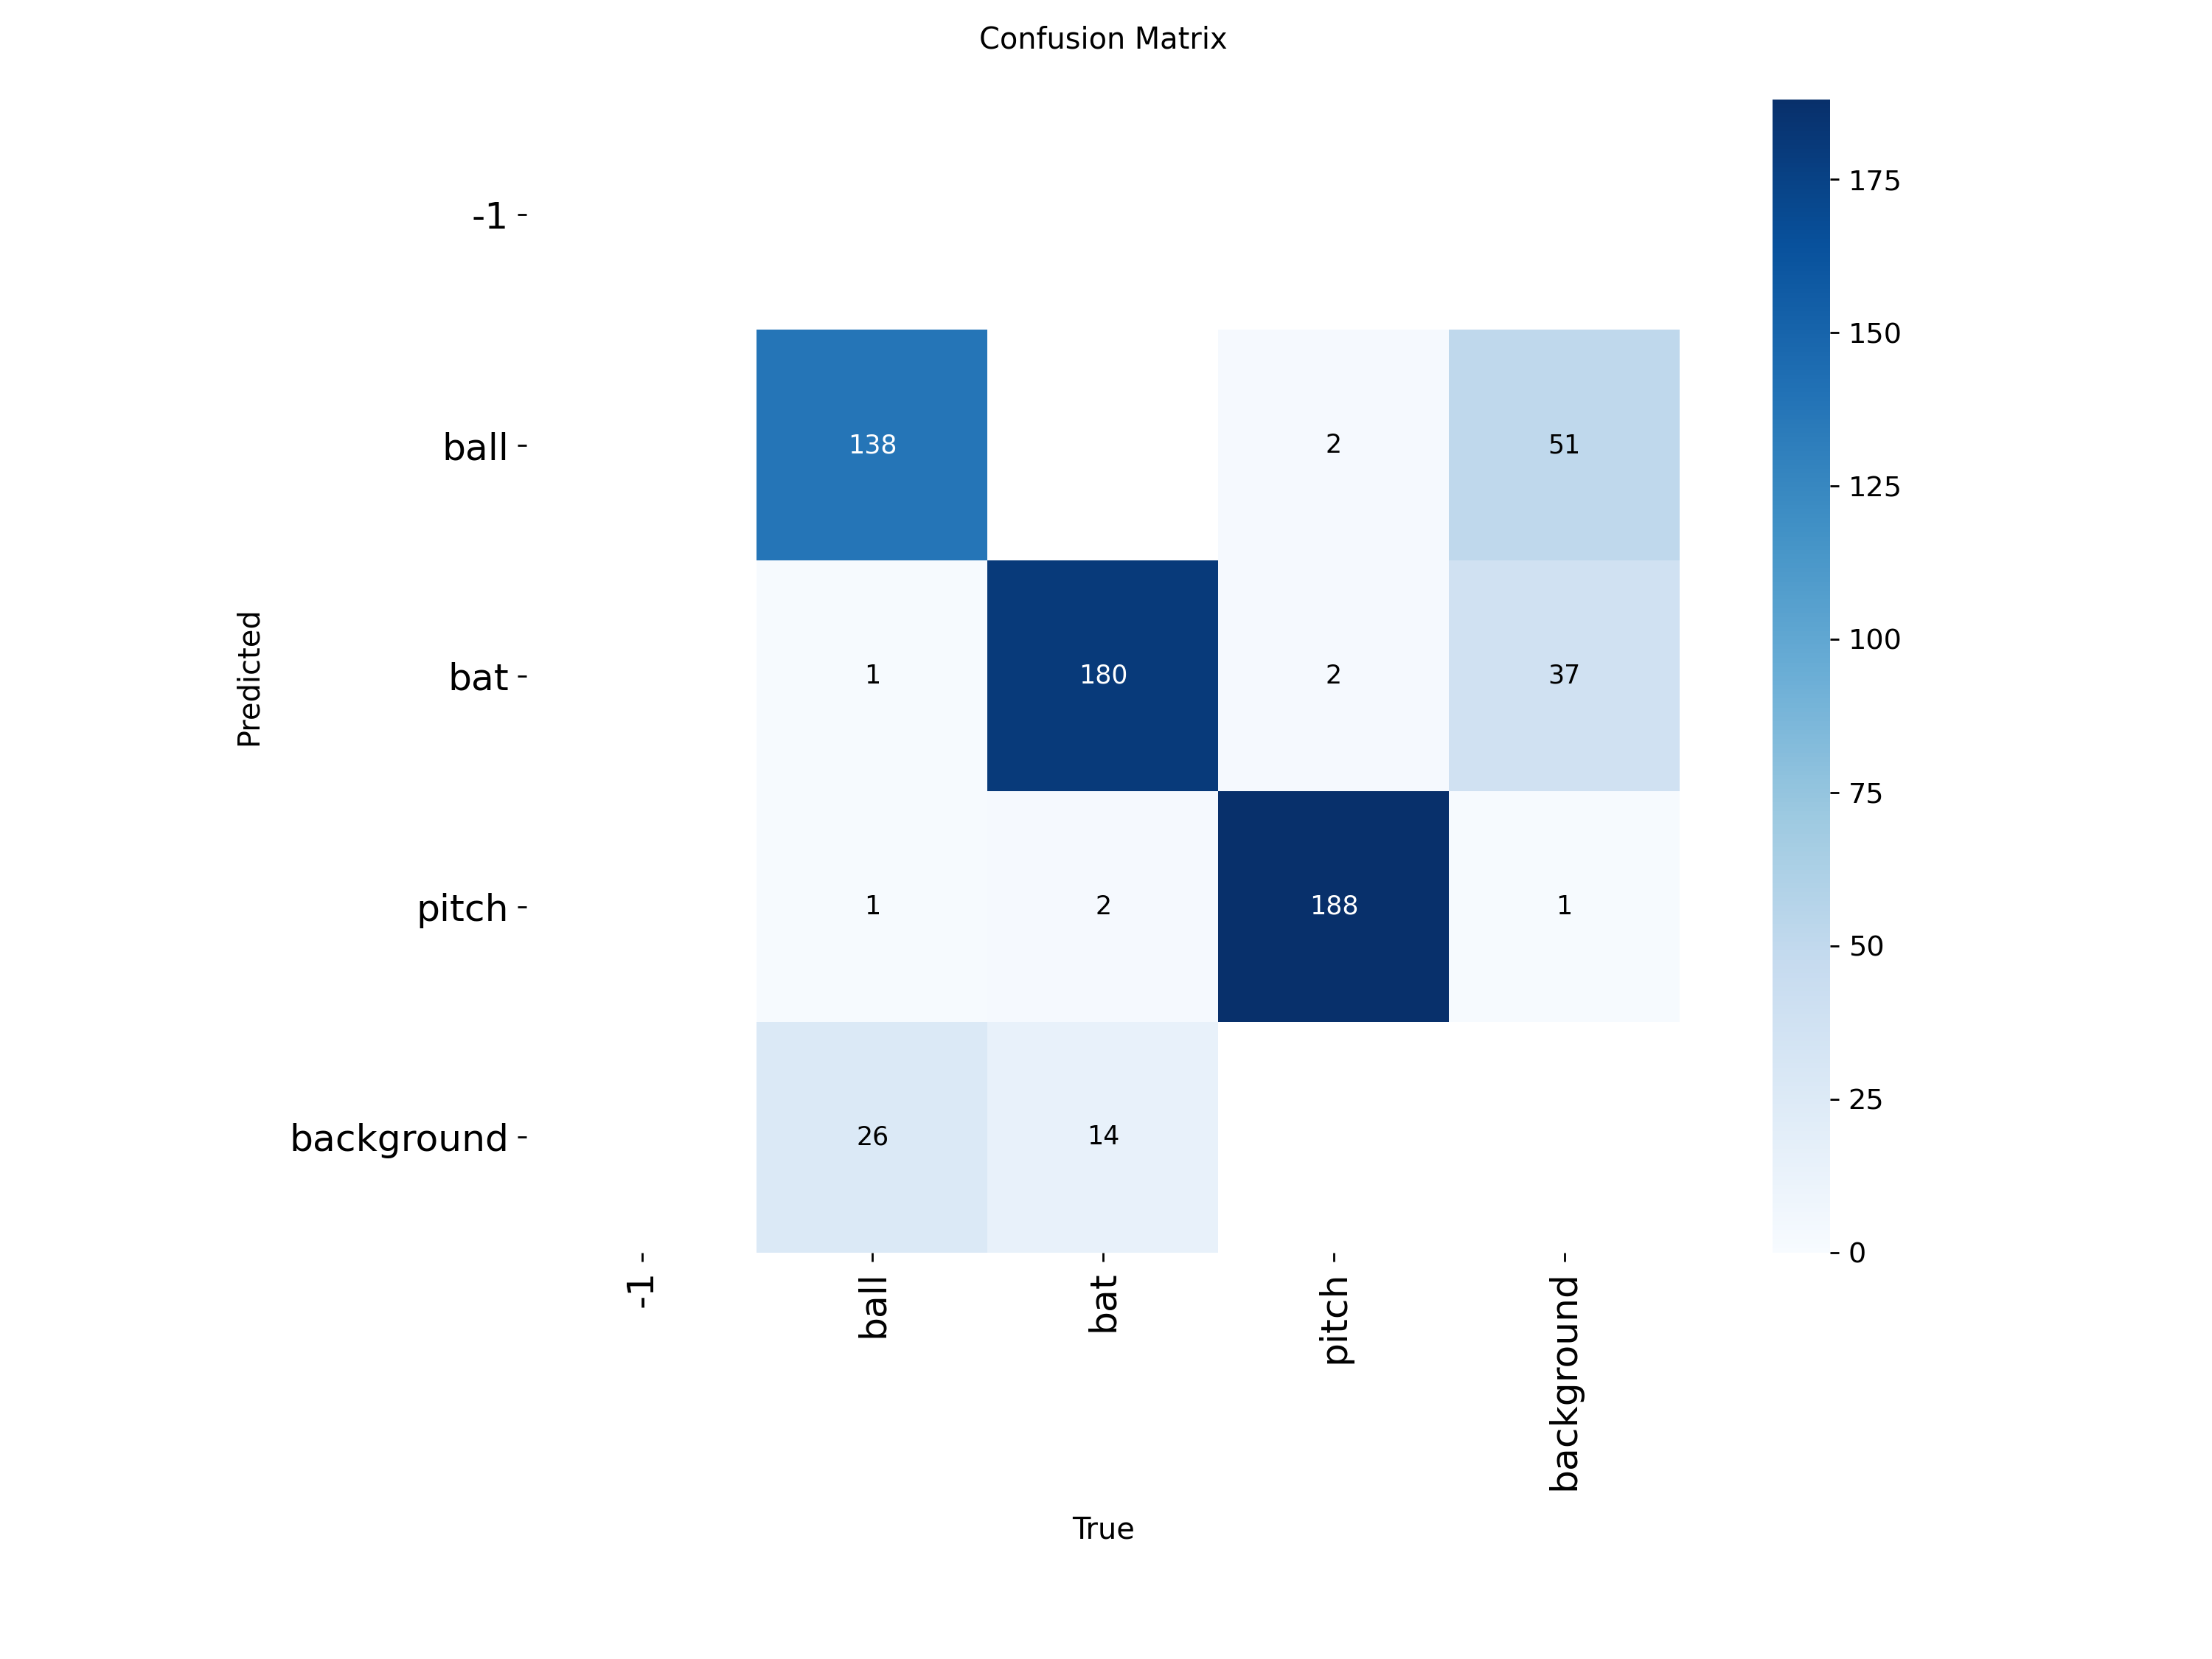 Confusion Matrix
-1
ball
bat
pitch
background
Predicted
138 2 51
1 180 2 37
1 2 188 1
26 14
-1
ball
bat
pitch
background
True
175
150
125
100
75
50
25
0